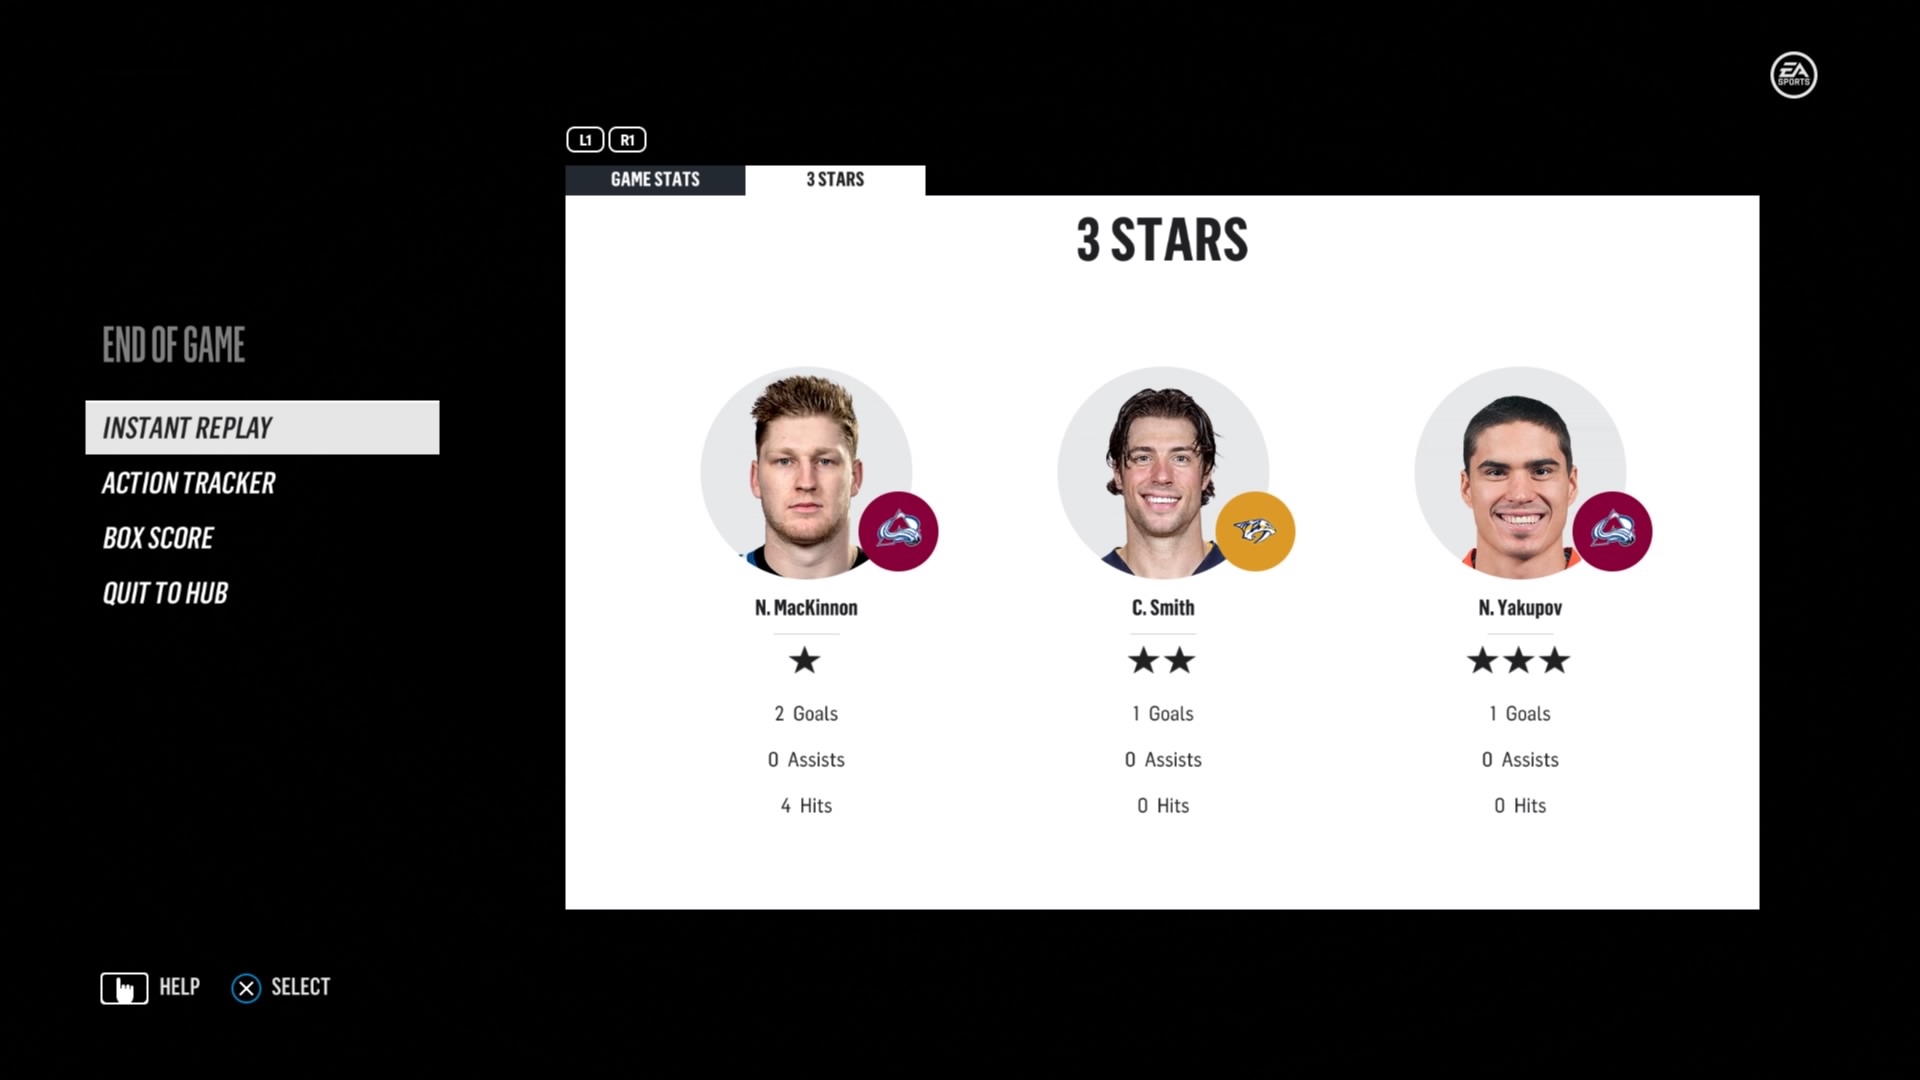 EA
SPORTS
L1 R1
GAME STATS 3 STARS
3 STARS
END OF GAME
INSTANT REPLAY
ACTION TRACKER
BOX SCORE
QUIT TO HUB
N. MacKinnon
2 Goals
0 Assists
4 Hits
C. Smith
1 Goals
0 Assists
0 Hits
N. Yakupov
1 Goals
0 Assists
0 Hits
HELP SELECT